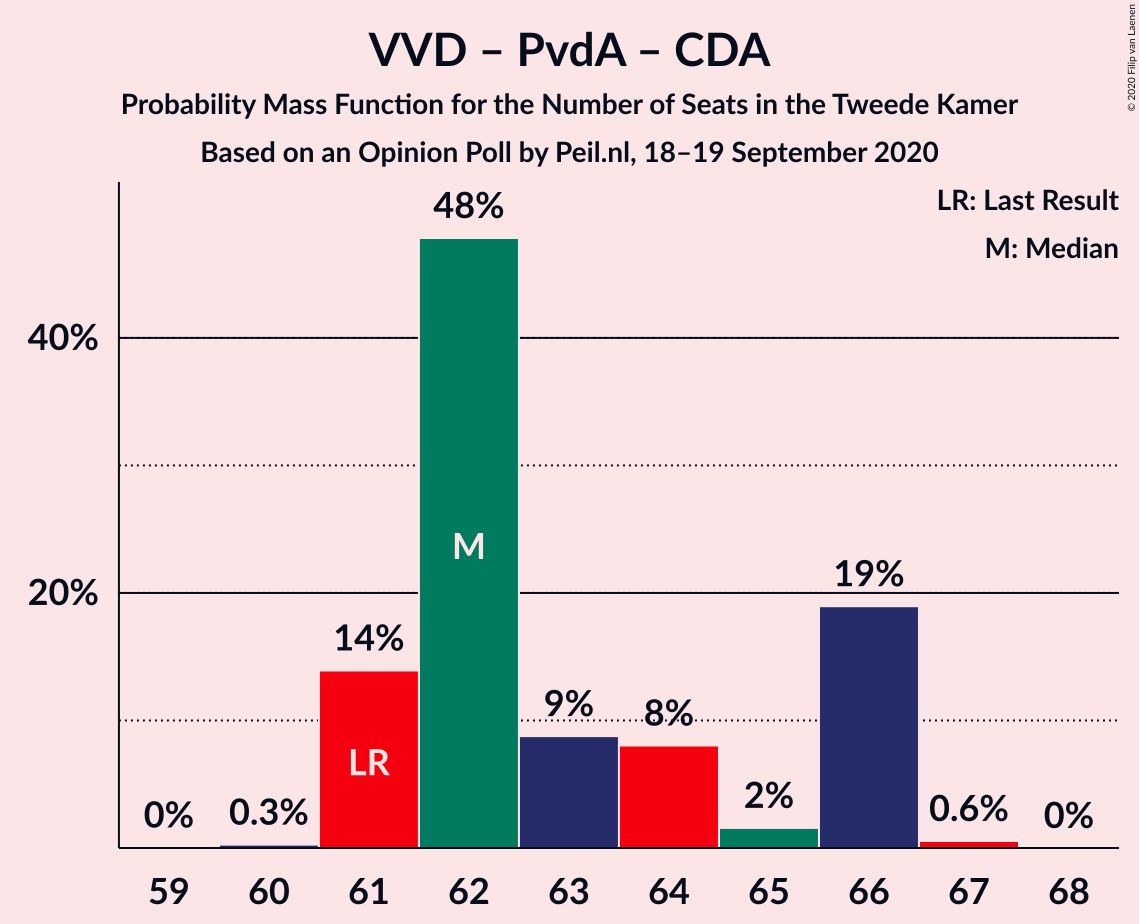 VVD – PvdA – CDA
Probability Mass Function for the Number of Seats in the Tweede Kamer
Based on an Opinion Poll by Peil.nl, 18–19 September 2020
© 2020 Filip van Laenen
LR: Last Result
M: Median
48%
40%
M
19%
20%
14%
9%
8%
LR
2%
0%
0.3%
0.6%
0%
59 60 61 62 63 64 65 66 67 68